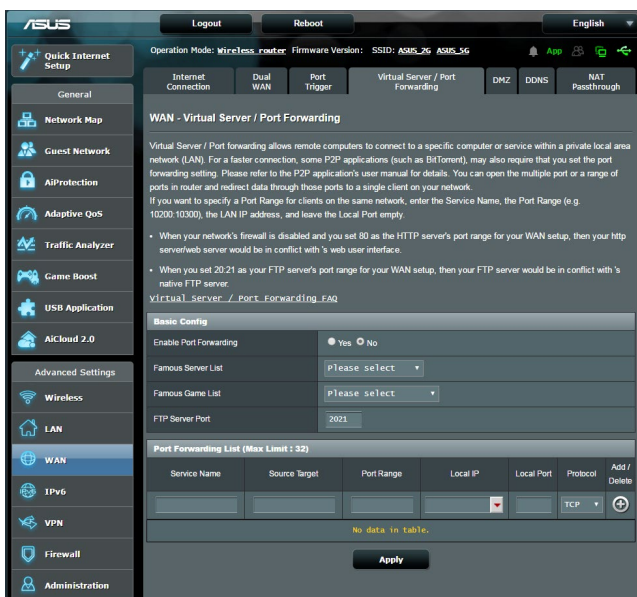 ASUS
Logout
Reboot
English
Quick Internet
Setup
Operation Mode: Wireless router Firmware Version: SSID: ASUS_2G ASUS_5G
App
Internet
Connection
Dual
WAN
Port
Trigger
Virtual Server / Port
Forwarding
DMZ
DDNS
NAT
Passthrough
General
Network Map
Guest Network
AiProtection
Adaptive QoS
Traffic Analyzer
Game Boost
USB Application
AiCloud 2.0
Advanced Settings
Wireless
LAN
WAN
IPv6
VPN
Firewall
Administration
WAN - Virtual Server / Port Forwarding
Virtual Server / Port forwarding allows remote computers to connect to a specific computer or service within a private local area
network (LAN). For a faster connection, some P2P applications (such as BitTorrent), may also require that you set the port
forwarding setting. Please refer to the P2P application's user manual for details. You can open the multiple port or a range of
ports in router and redirect data through those ports to a single client on your network.
If you want to specify a Port Range for clients on the same network, enter the Service Name, the Port Range (e.g.
10200:10300), the LAN IP address, and leave the Local Port empty.
• When your network's firewall is disabled and you set 80 as the HTTP server's port range for your WAN setup, then your http
server/web server would be in conflict with 's web user interface.
• When you set 20:21 as your FTP server's port range for your WAN setup, then your FTP server would be in conflict with 's
native FTP server.
Virtual Server / Port Forwarding FAQ
Basic Config
Enable Port Forwarding
Yes No
Famous Server List
Please select
Famous Game List
Please select
FTP Server Port
2021
Port Forwarding List (Max Limit : 32)
Service Name
Source Target
Port Range
Local IP
Local Port
Protocol
Add /
Delete
TCP
No data in table.
Apply